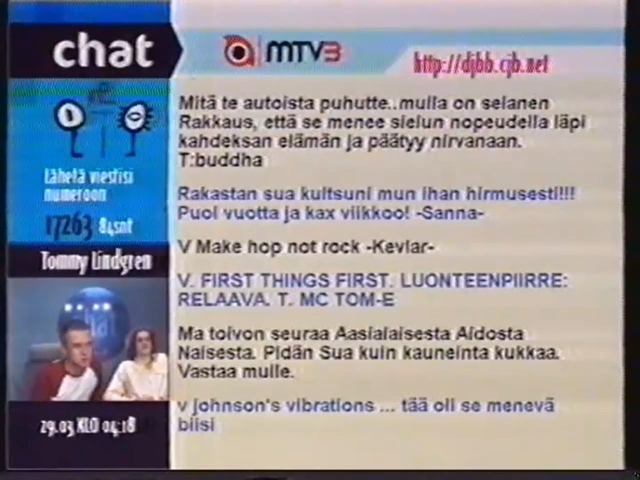 chat
MTV3
http://djbb.cjb.net
Mitä te autoista puhutte..mulla on selanen
Rakkaus, että se menee sielun nopeudella läpi
kahdeksan elämän ja päätyy nirvanaan.
T:buddha
Rakastan sua kultsuni mun ihan hirmusesti!!!
Puol vuotta ja kax viikkoo! -Sanna-
V Make hop not rock -Kevlar-
V. FIRST THINGS FIRST. LUONTEENPIIRRE:
RELAAVA. T. MC TOM-E
Ma toivon seuraa Aasialaisesta Aidosta
Naisesta. Pidän Sua kuin kauneinta kukkaa.
Vastaa mulle.
v johnson's vibrations ... tää oli se menevä
biisi
Lähetä viestisi
numeroon
17263 84snt
Tommy Lindgren
29.03 KLO 04:18